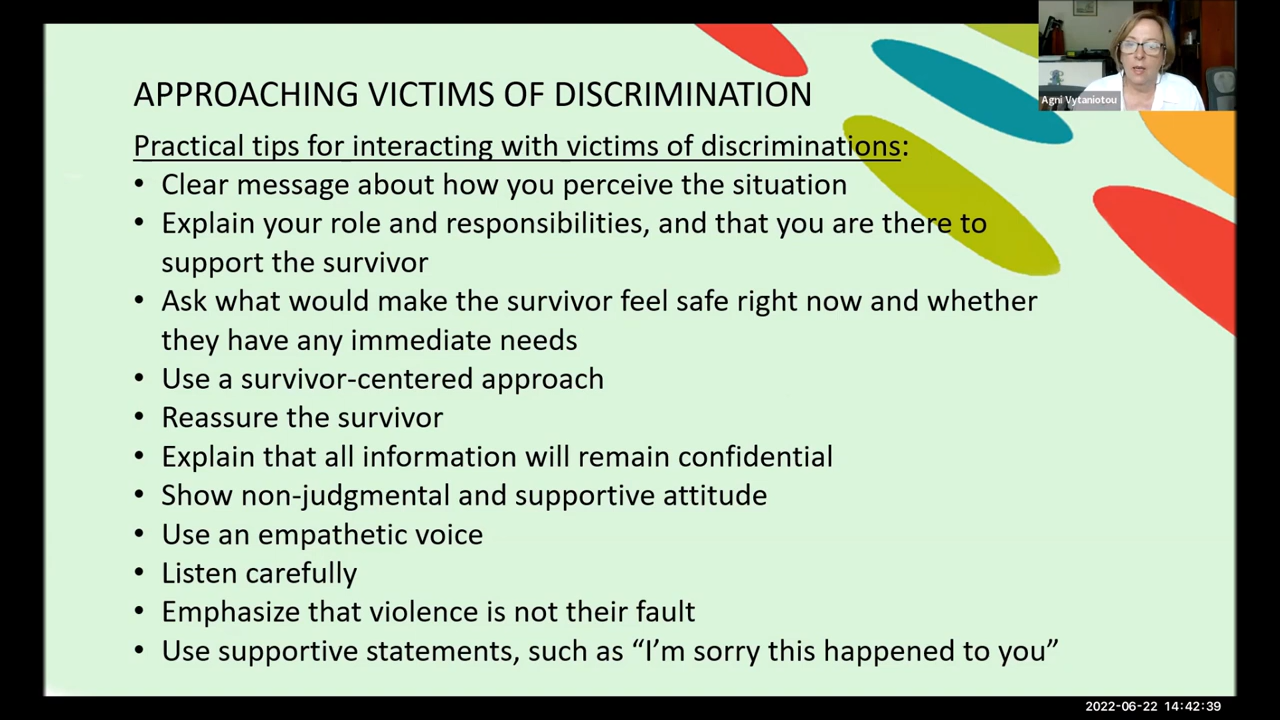 APPROACHING VICTIMS OF DISCRIMINATION
Agni Vytaniotou
Practical tips for interacting with victims of discriminations:
• Clear message about how you perceive the situation
• Explain your role and responsibilities, and that you are there to
support the survivor
• Ask what would make the survivor feel safe right now and whether
they have any immediate needs
• Use a survivor-centered approach
• Reassure the survivor
• Explain that all information will remain confidential
• Show non-judgmental and supportive attitude
• Use an empathetic voice
• Listen carefully
• Emphasize that violence is not their fault
• Use supportive statements, such as “I’m sorry this happened to you”
2022-06-22 14:42:39